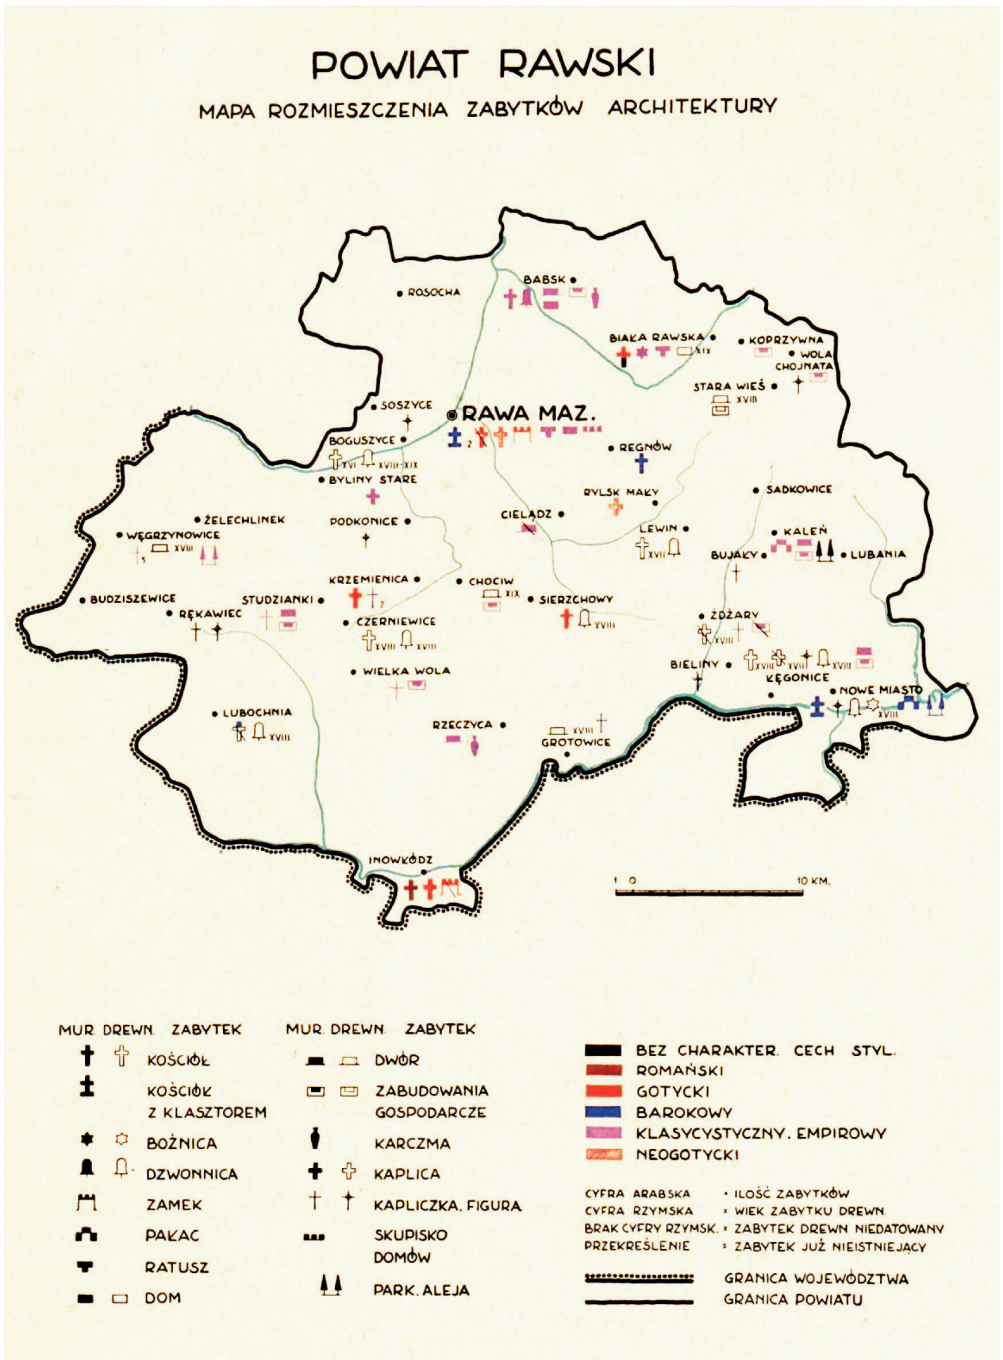 POWIAT RAWSKI
MAPA ROZMIESZCZENIA ZABYTKÓW ARCHITEKTURY
BABSK
ROSOCHA
BIAŁA RAWSKA
XIX
KOPRZYWNA
WOLA
CHOJNATA
STARA WIEŚ
XVIII
SOSZYCE
RAWA MAZ.
2
BOGUSZYCE
XVI XVIII-XIX
REGNÓW
BYLINY STARE
RYLSK MAŁY
SADKOWICE
ŻELECHLINEK
PODKONICE
CIELĄDZ
WĘGRZYNOWICE
5 XVIII
LEWIN
XVII
KALEŃ
BUJAŁY
LUBANIA
KRZEMIENICA
2
CHOCIW
XIX
BUDZISZEWICE
STUDZIANKI
SIERZCHOWY
XVIII
RĘKAWIEC
CZERNIEWICE
XVIII XVIII
ŻDŻARY
XVIII
WIELKA WOLA
BIELINY
XVIII XVIII XVIII
ŁĘGONICE
NOWE MIASTO
XVIII
LUBOCHNIA
XVIII
RZECZYCA
XVIII
GROTOWICE
INOWŁÓDZ
1 0 10 KM.
MUR. DREWN. ZABYTEK
KOŚCIÓŁ
KOŚCIÓŁ
Z KLASZTOREM
BOŻNICA
DZWONNICA
ZAMEK
PAŁAC
RATUSZ
DOM
MUR. DREWN. ZABYTEK
DWÓR
ZABUDOWANIA
GOSPODARCZE
KARCZMA
KAPLICA
KAPLICZKA. FIGURA
SKUPISKO
DOMÓW
PARK. ALEJA
BEZ CHARAKTER. CECH STYL.
ROMAŃSKI
GOTYCKI
BAROKOWY
KLASYCYSTYCZNY. EMPIROWY
NEOGOTYCKI
CYFRA ARABSKA = ILOŚĆ ZABYTKÓW
CYFRA RZYMSKA = WIEK ZABYTKU DREWN.
BRAK CYFRY RZYMSK. = ZABYTEK DREWN NIEDATOWANY
PRZEKREŚLENIE = ZABYTEK JUŻ NIEISTNIEJĄCY
GRANICA WOJEWÓDZTWA
GRANICA POWIATU